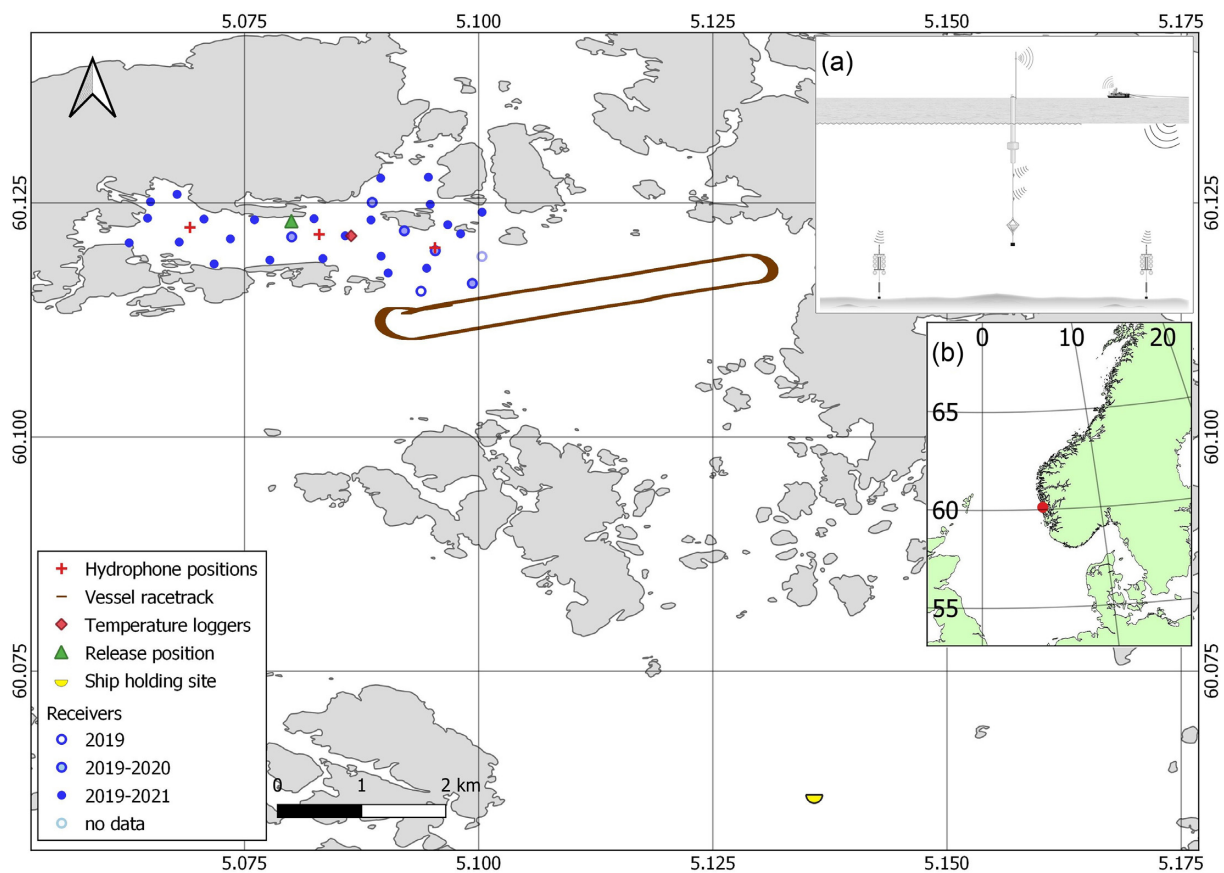 5.075 5.100 5.125 5.150 5.175
(a)
60.125 60.125
(b)
0 10 20
65
60
55
60.100 60.100
60.075 60.075
Hydrophone positions
Vessel racetrack
Temperature loggers
Release position
Ship holding site
Receivers
2019
2019-2020
2019-2021
no data
0 1 2 km
5.075 5.100 5.125 5.150 5.175